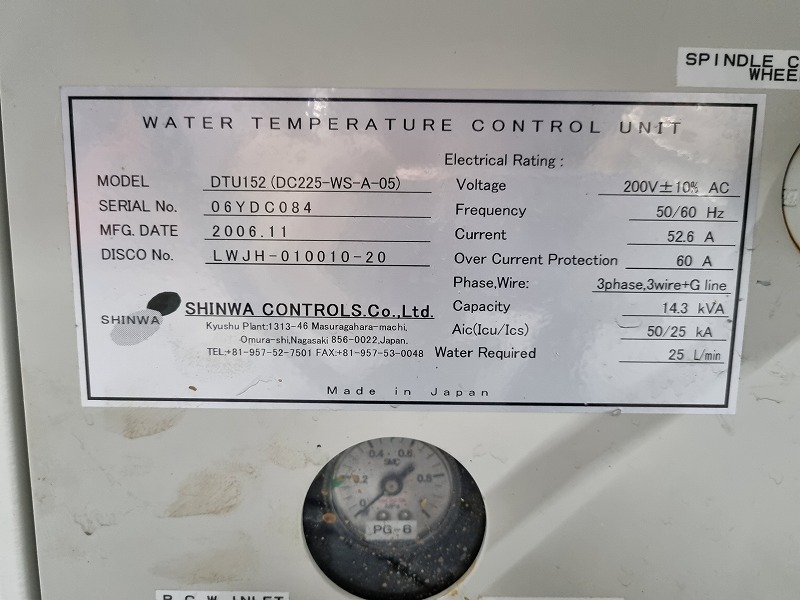 SPINDLE C
WHEE
WATER TEMPERATURE CONTROL UNIT
MODEL DTU152 (DC225-WS-A-05)
SERIAL No. 06YDC084
MFG. DATE 2006.11
DISCO No. LWJH-010010-20
Electrical Rating :
Voltage 200V±10% AC
Frequency 50/60 Hz
Current 52.6 A
Over Current Protection 60 A
Phase,Wire: 3phase,3wire+G line
Capacity 14.3 kVA
Aic(Icu/Ics) 50/25 kA
Water Required 25 L/min
SHINWA
SHINWA CONTROLS.Co.,Ltd.
Kyushu Plant:1313-46 Masuragahara-machi,
Omura-shi,Nagasaki 856-0022,Japan.
TEL:+81-957-52-7501 FAX:+81-957-53-0048
Made in Japan
0.4 0.6
SMC
0.2
0
MPa
PG-6
P.C.W INLET